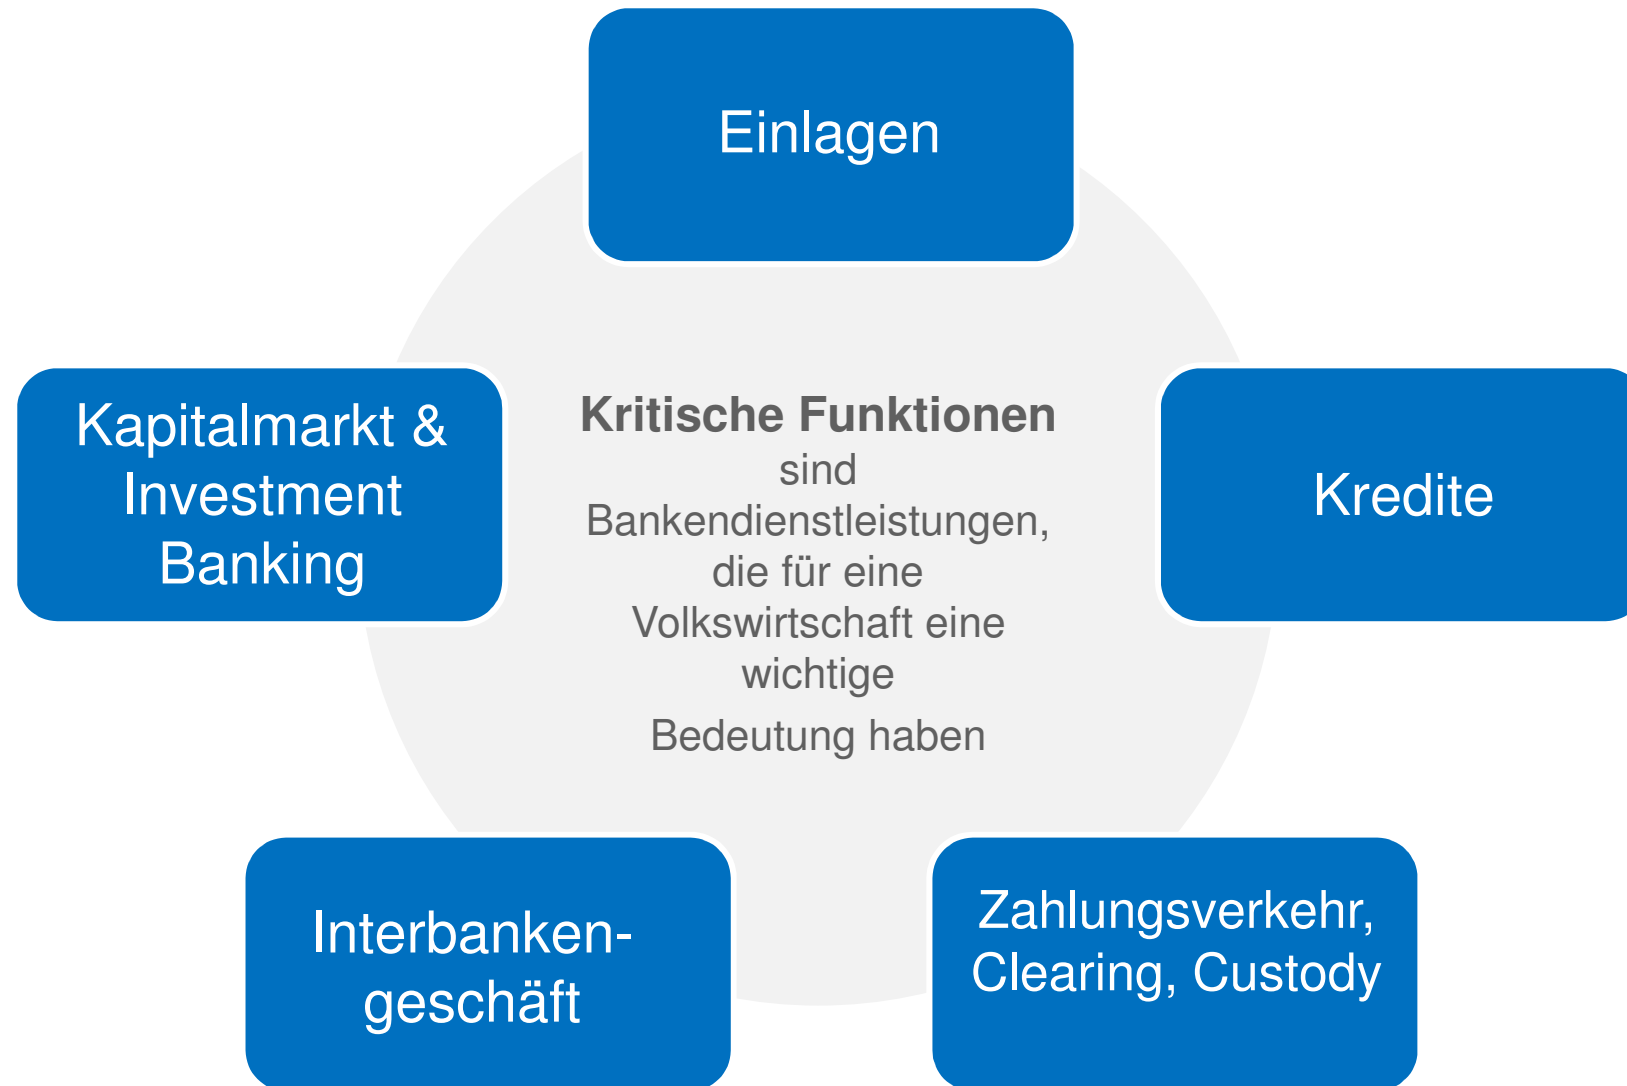 Einlagen
Kapitalmarkt &
Investment
Banking
Kritische Funktionen
sind
Bankendienstleistungen,
die für eine
Volkswirtschaft eine
wichtige
Bedeutung haben
Kredite
Interbanken-
geschäft
Zahlungsverkehr,
Clearing, Custody